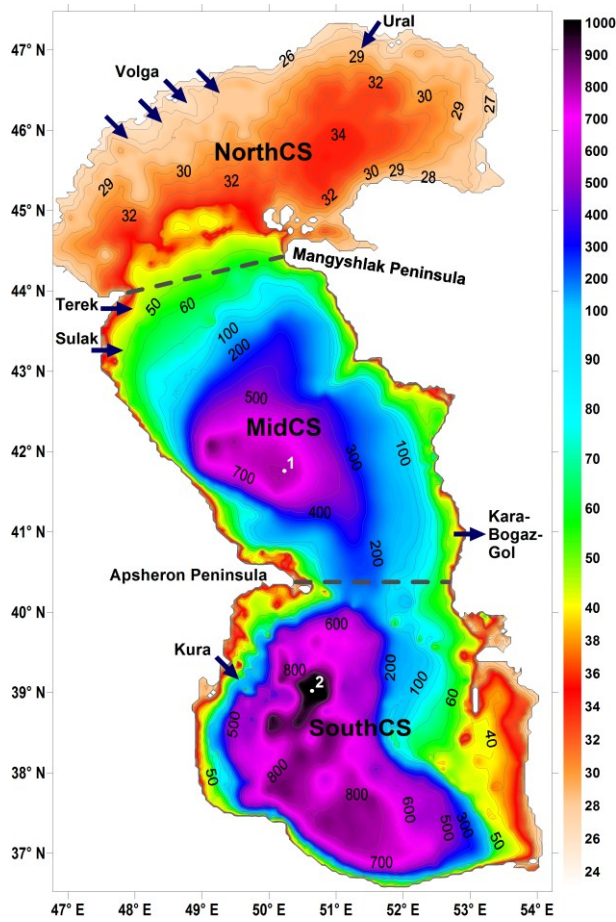 47° N
46° N
45° N
44° N
43° N
42° N
41° N
40° N
39° N
38° N
37° N
47° E
48° E
49° E
50° E
51° E
52° E
53° E
54° E
Ural
26
29
Volga
32
30
29
27
34
NorthCS
29
30
32
30
29
28
32
32
Mangyshlak Peninsula
50
60
Terek
Sulak
100
200
500
MidCS
1
700
300
100
400
Kara-
Bogaz-
Gol
200
Apsheron Peninsula
600
Kura
800
2
200
100
60
500
SouthCS
40
50
800
800
600
500
300
50
700
1000
900
800
700
600
500
400
300
200
100
90
80
70
60
50
40
38
36
34
32
30
28
26
24